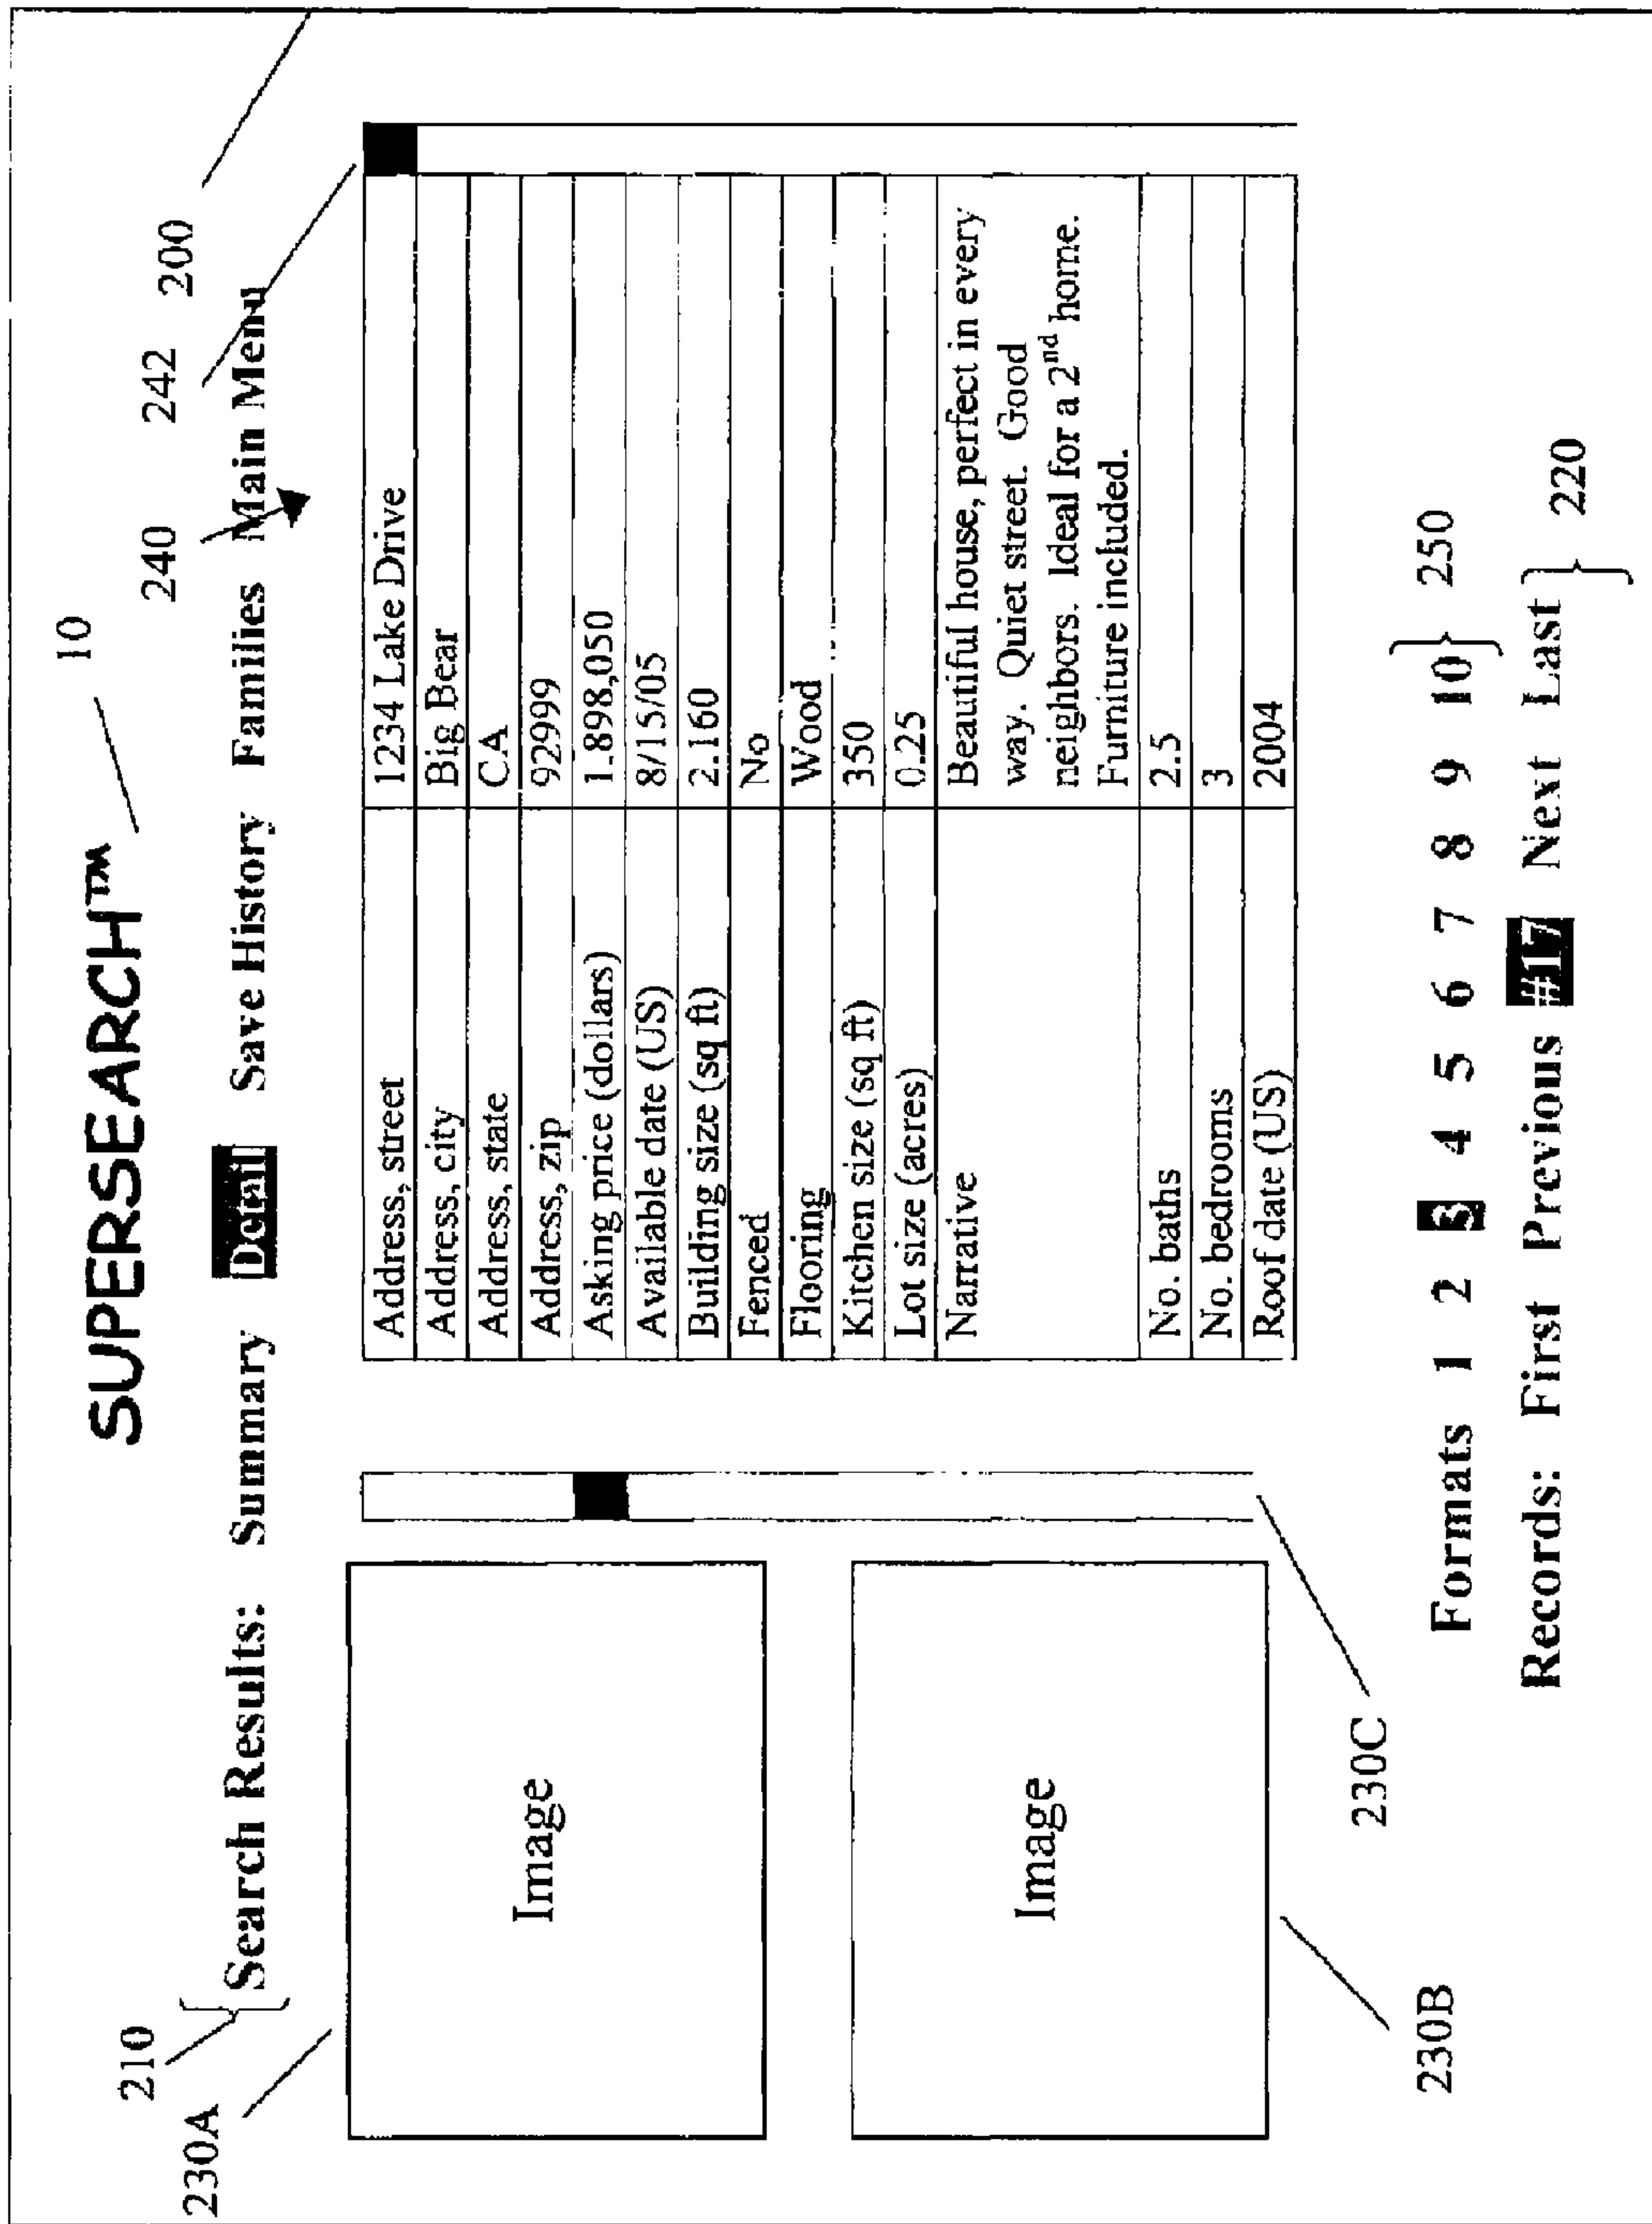 SUPERSEARCH™
10
210
240
242
200
230A
Search Results: Summary Detail Save History Families Main Menu
Image
Image
Address, street 1234 Lake Drive
Address, city Big Bear
Address, state CA
Address, zip 92999
Asking price (dollars) 1.898,050
Available date (US) 8/15/05
Building size (sq ft) 2.160
Fenced No
Flooring Wood
Kitchen size (sq ft) 350
Lot size (acres) 0.25
Narrative Beautiful house, perfect in every
way. Quiet street. Good
neighbors. Ideal for a 2nd home.
Furniture included.
No. baths 2.5
No. bedrooms 3
Roof date (US) 2004
230B
230C
Formats 1 2 3 4 5 6 7 8 9 10
250
Records: First Previous #17 Next Last
220